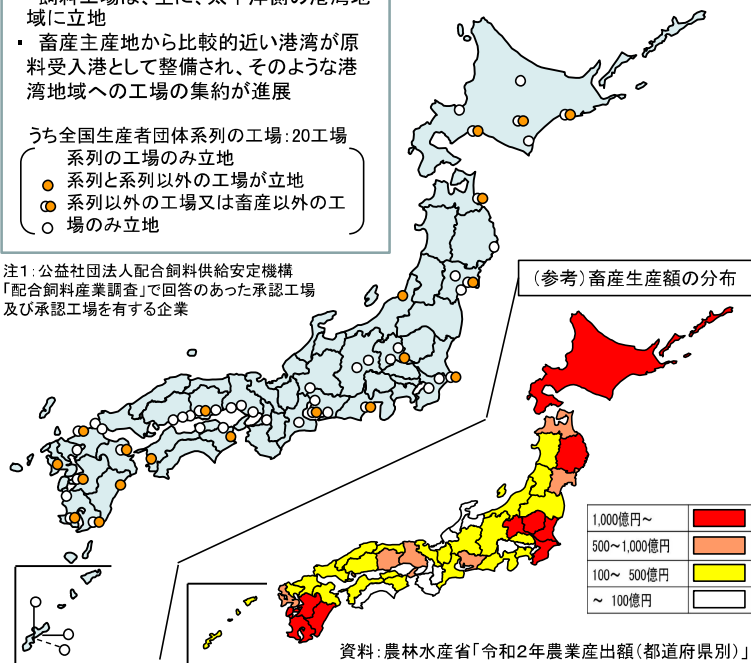 域に立地
・ 畜産主産地から比較的近い港湾が原
料受入港として整備され、そのような港
湾地域への工場の集約が進展
うち全国生産者団体系列の工場：20工場
系列の工場のみ立地
系列と系列以外の工場が立地
系列以外の工場又は畜産以外の工
場のみ立地
注１：公益社団法人配合飼料供給安定機構
「配合飼料産業調査」で回答のあった承認工場
及び承認工場を有する企業
（参考）畜産生産額の分布
1,000億円～
500～1,000億円
100～ 500億円
～ 100億円
資料：農林水産省「令和２年農業産出額（都道府県別）」